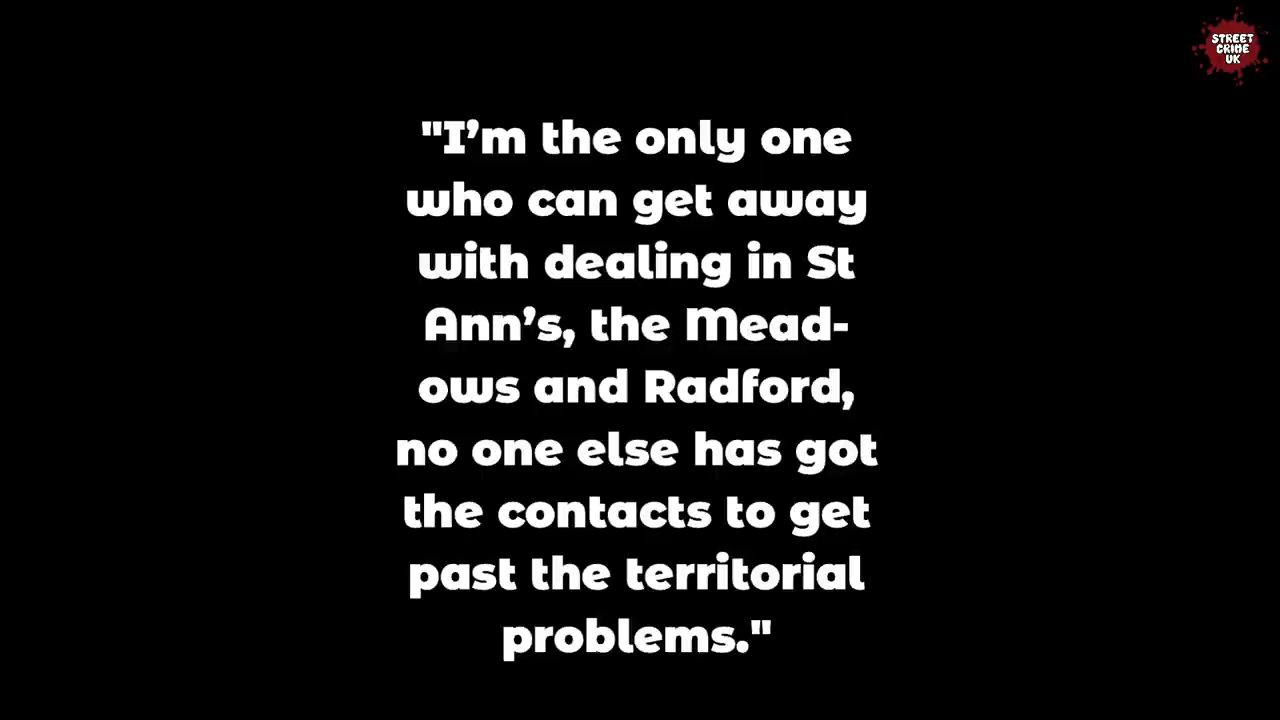 STREET
CRIME
UK
"I’m the only one
who can get away
with dealing in St
Ann’s, the Mead-
ows and Radford,
no one else has got
the contacts to get
past the territorial
problems."